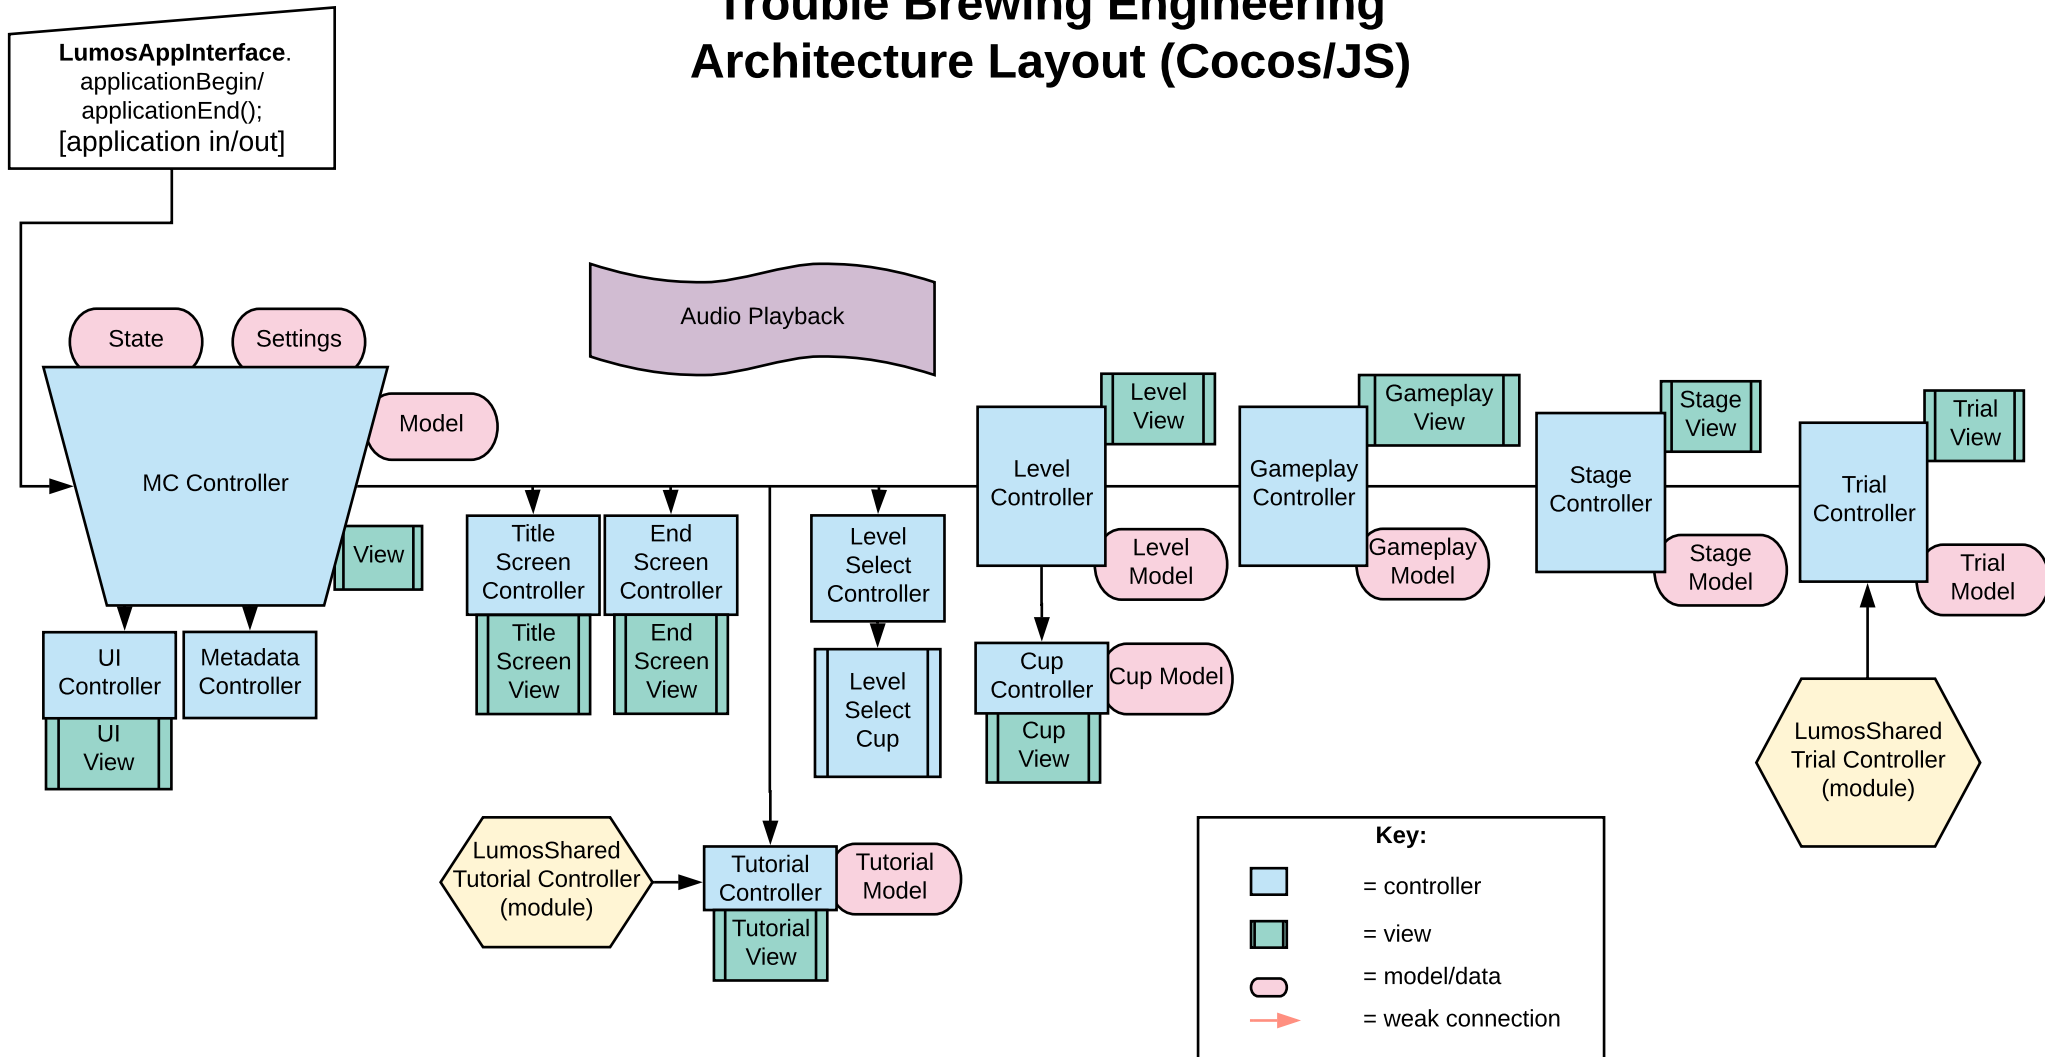 Trouble Brewing Engineering
Architecture Layout (Cocos/JS)
LumosAppInterface.
applicationBegin/
applicationEnd();
[application in/out]
Audio Playback
State
Settings
Model
MC Controller
View
UI
Controller
UI
View
Metadata
Controller
Title
Screen
Controller
Title
Screen
View
End
Screen
Controller
End
Screen
View
Level
Select
Controller
Level
Select
Cup
Level
View
Level
Controller
Level
Model
Cup
Controller
Cup Model
Cup
View
Gameplay
View
Gameplay
Controller
Gameplay
Model
Stage
View
Stage
Controller
Stage
Model
Trial
View
Trial
Controller
Trial
Model
LumosShared
Trial Controller
(module)
LumosShared
Tutorial Controller
(module)
Tutorial
Controller
Tutorial
Model
Tutorial
View
Key:
= controller
= view
= model/data
= weak connection